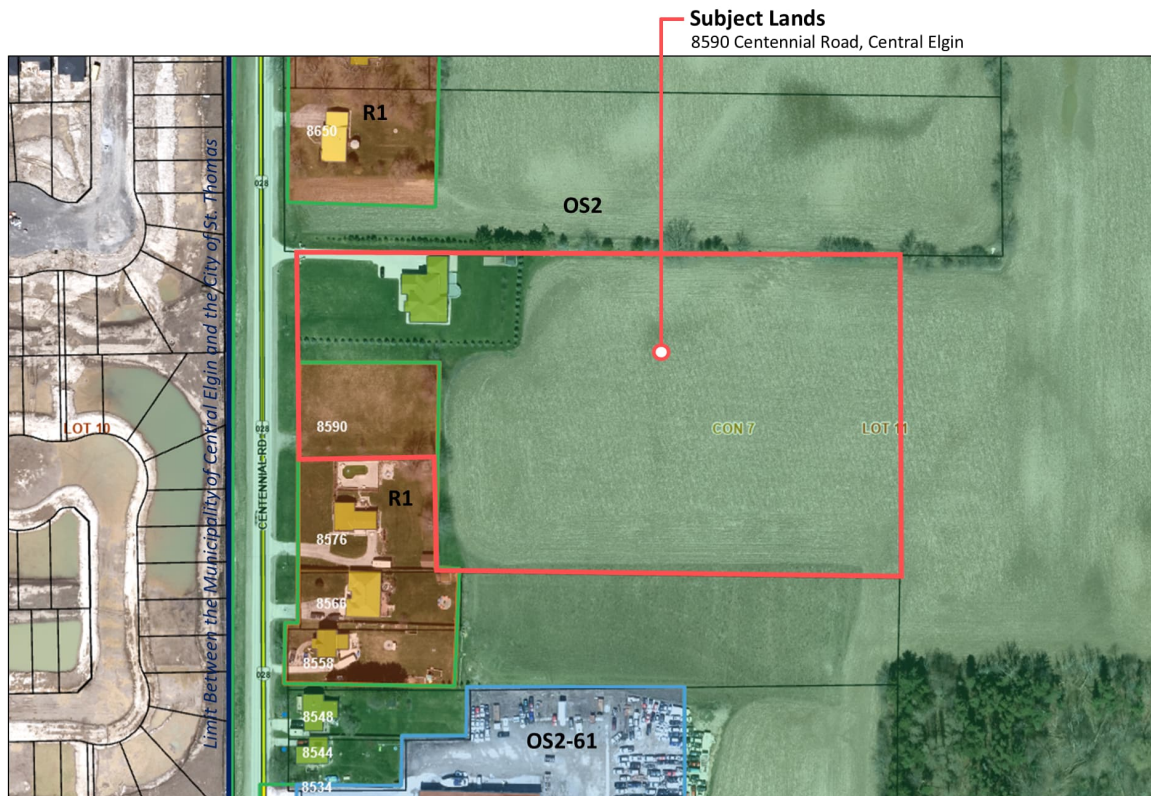 Subject Lands
8590 Centennial Road, Central Elgin
R1
8650
028
OS2
Limit Between the Municipality of Central Elgin and the City of St. Thomas
LOT 10
028
CENTENNIAL RD
8590
CON 7
LOT 11
R1
8576
8566
8558
028
8548
8544
8534
OS2-61